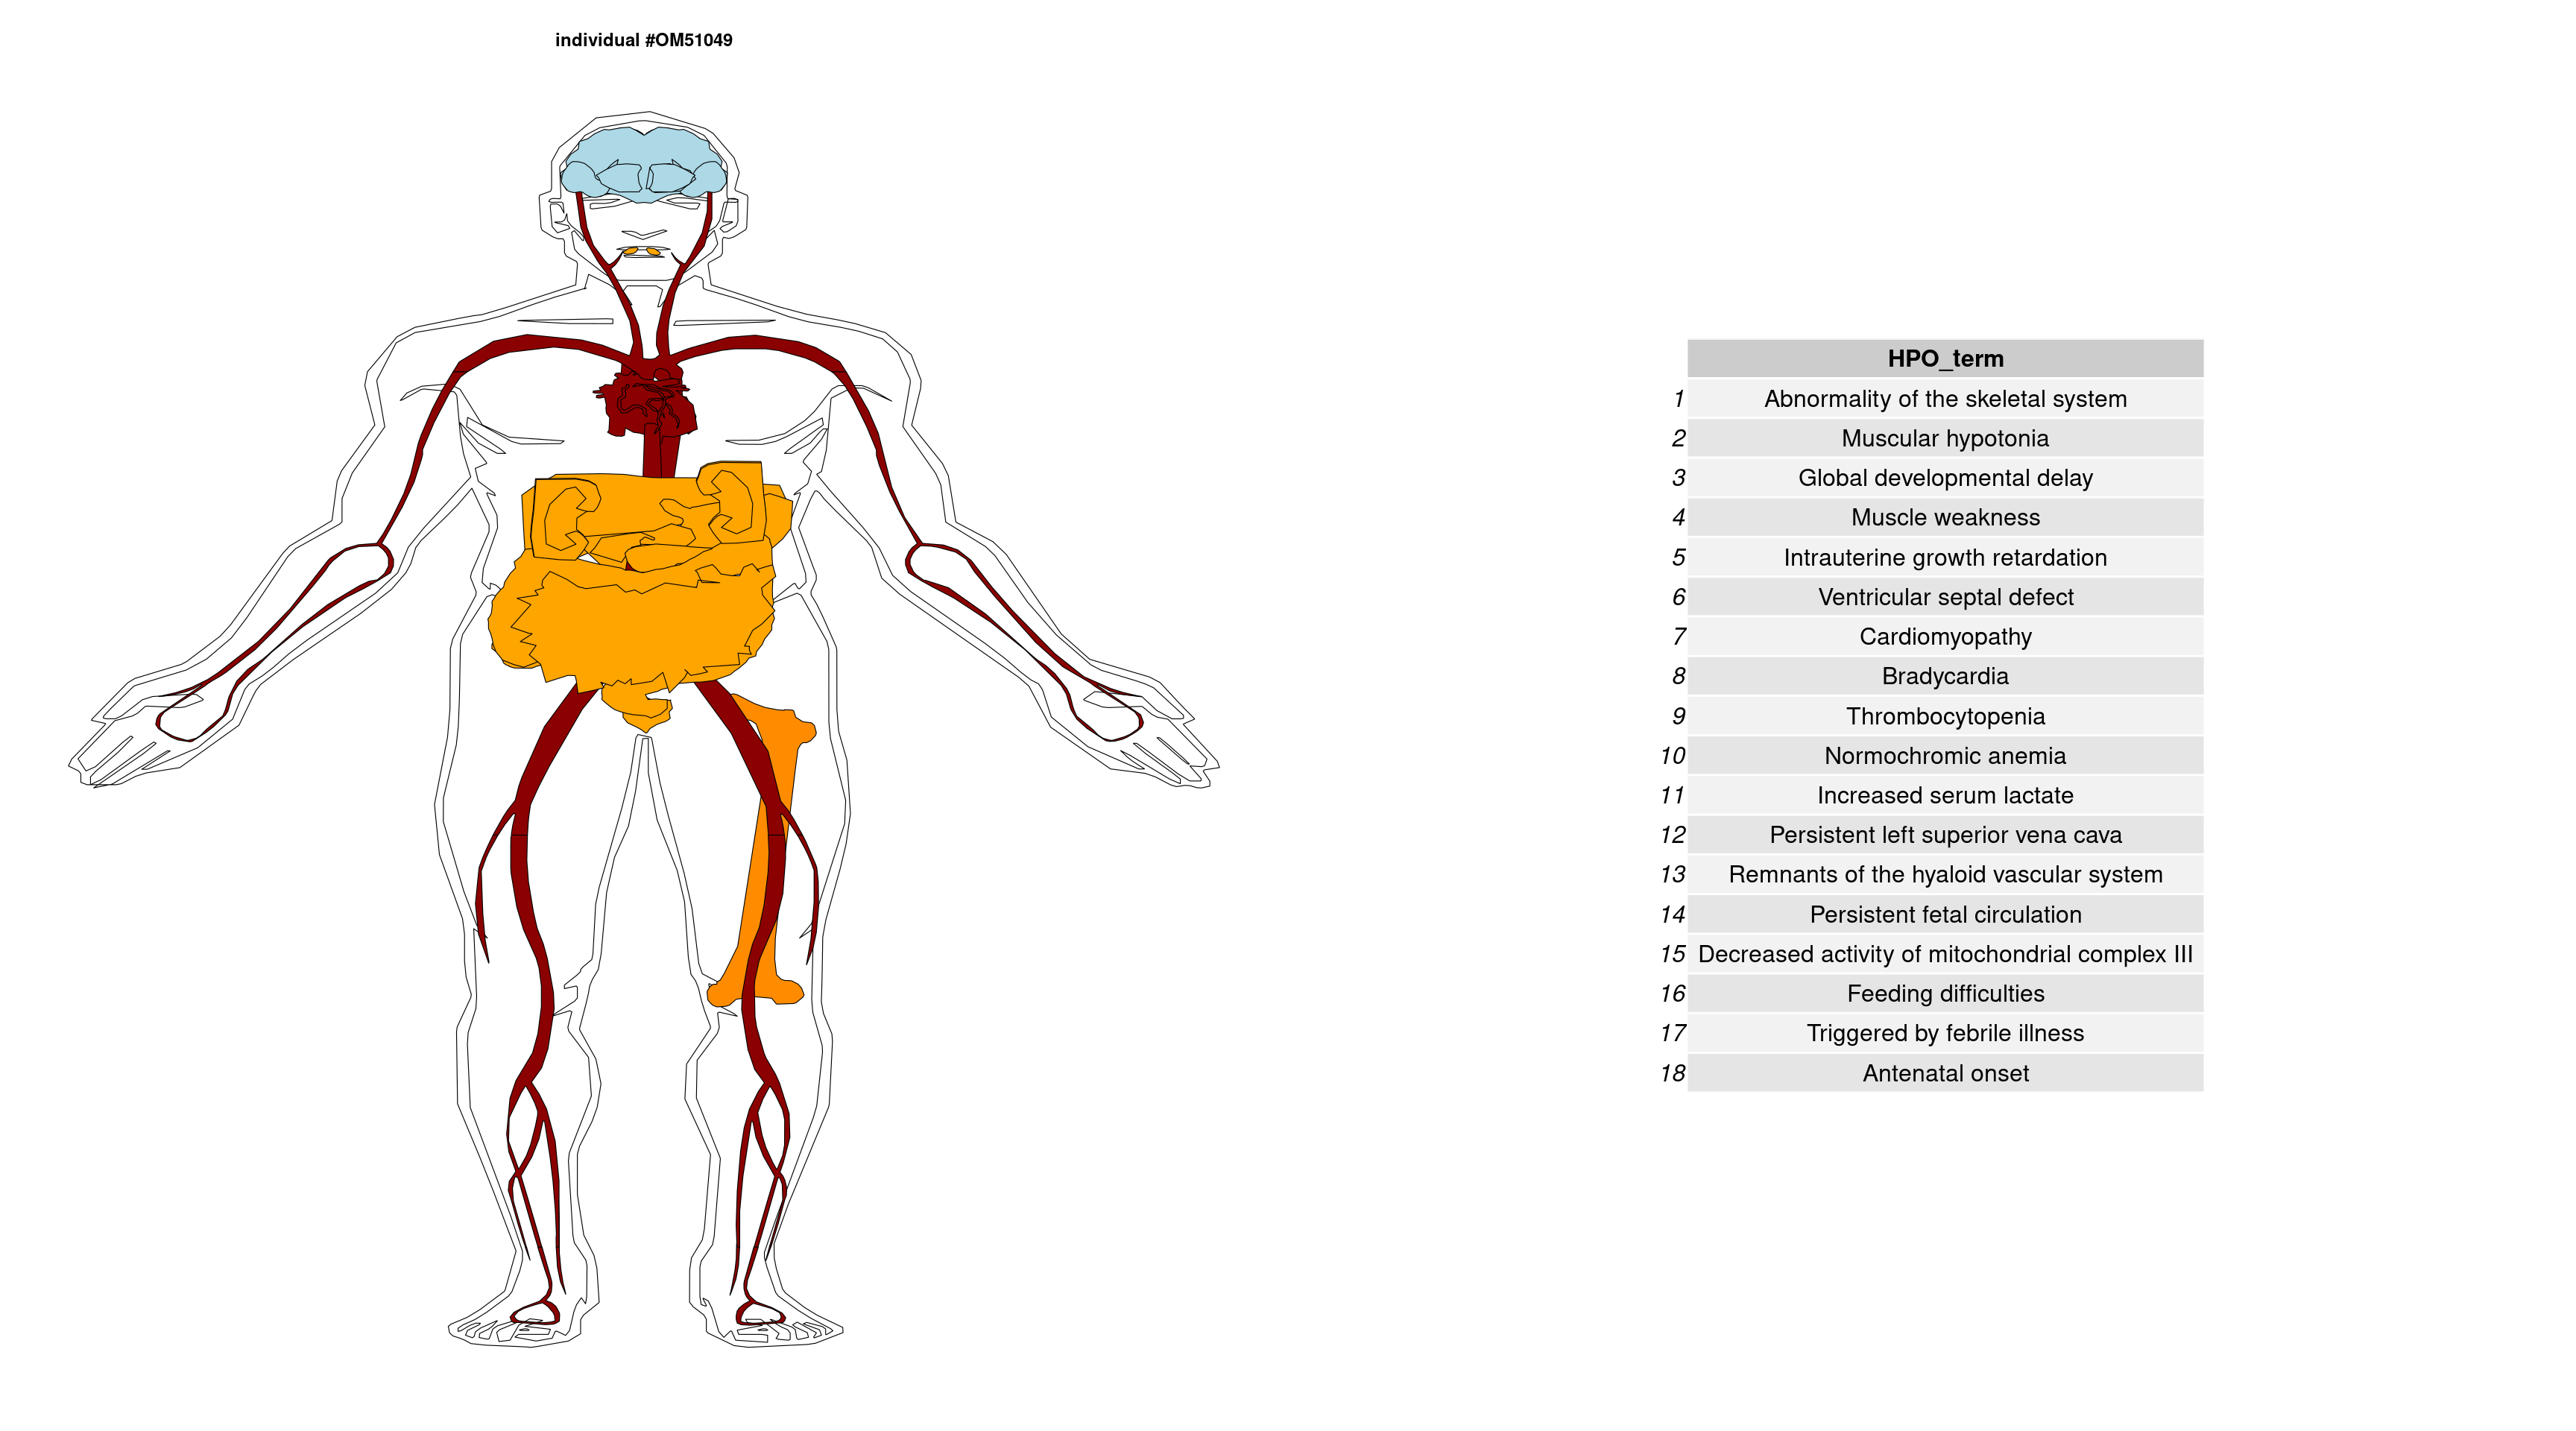 individual #OM51049
HPO_term
1 Abnormality of the skeletal system
2 Muscular hypotonia
3 Global developmental delay
4 Muscle weakness
5 Intrauterine growth retardation
6 Ventricular septal defect
7 Cardiomyopathy
8 Bradycardia
9 Thrombocytopenia
10 Normochromic anemia
11 Increased serum lactate
12 Persistent left superior vena cava
13 Remnants of the hyaloid vascular system
14 Persistent fetal circulation
15 Decreased activity of mitochondrial complex III
16 Feeding difficulties
17 Triggered by febrile illness
18 Antenatal onset